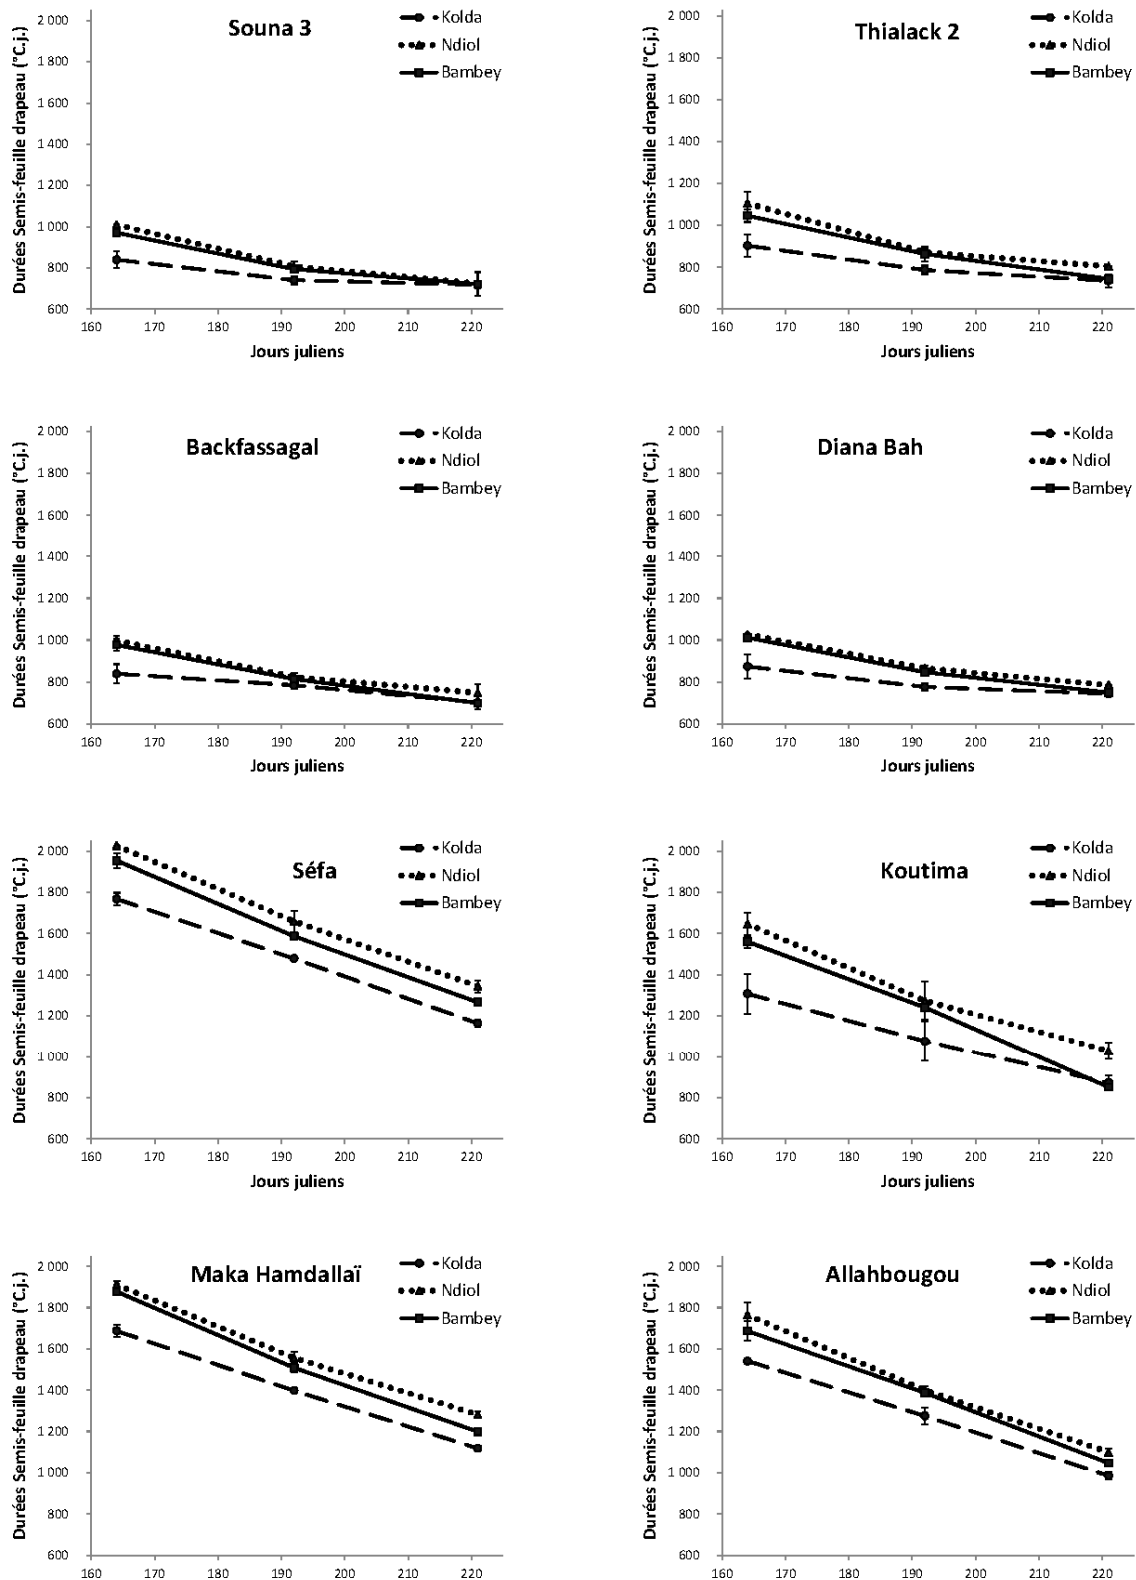 Souna 3
Kolda
Ndiol
Bambey
Durées Semis-feuille drapeau (°C.j.)
2 000
1 800
1 600
1 400
1 200
1 000
800
600
160 170 180 190 200 210 220
Jours juliens
Thialack 2
Kolda
Ndiol
Bambey
Durées Semis-feuille drapeau (°C.j.)
2 000
1 800
1 600
1 400
1 200
1 000
800
600
160 170 180 190 200 210 220
Jours juliens
Backfassagal
Kolda
Ndiol
Bambey
Durées Semis-feuille drapeau (°C.j.)
2 000
1 800
1 600
1 400
1 200
1 000
800
600
160 170 180 190 200 210 220
Jours juliens
Diana Bah
Kolda
Ndiol
Bambey
Durées Semis-feuille drapeau (°C.j.)
2 000
1 800
1 600
1 400
1 200
1 000
800
600
160 170 180 190 200 210 220
Jours juliens
Séfa
Kolda
Ndiol
Bambey
Durées Semis-feuille drapeau (°C.j.)
2 000
1 800
1 600
1 400
1 200
1 000
800
600
160 170 180 190 200 210 220
Jours juliens
Koutima
Kolda
Ndiol
Bambey
Durées Semis-feuille drapeau (°C.j.)
2 000
1 800
1 600
1 400
1 200
1 000
800
600
160 170 180 190 200 210 220
Jours juliens
Maka Hamdallaï
Kolda
Ndiol
Bambey
Durées Semis-feuille drapeau (°C.j.)
2 000
1 800
1 600
1 400
1 200
1 000
800
600
160 170 180 190 200 210 220
Allahbougou
Kolda
Ndiol
Bambey
Durées Semis-feuille drapeau (°C.j.)
2 000
1 800
1 600
1 400
1 200
1 000
800
600
160 170 180 190 200 210 220